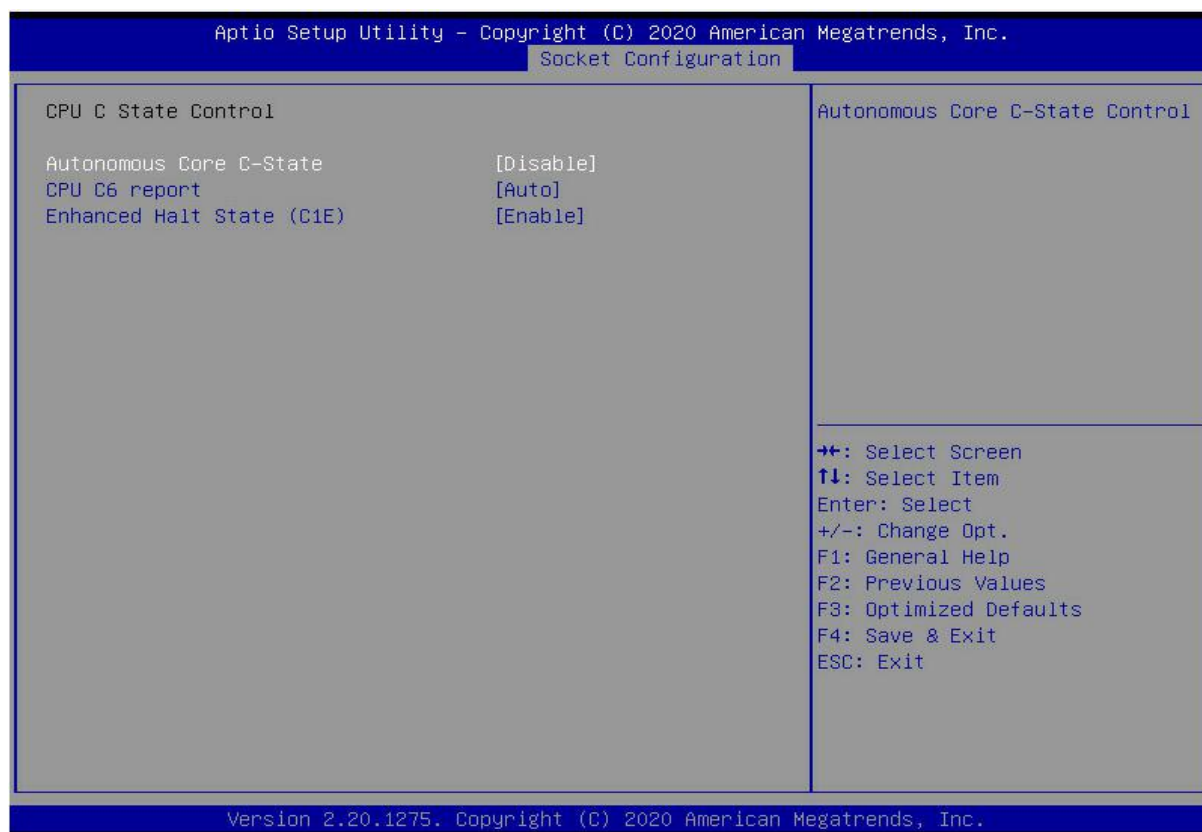 Aptio Setup Utility – Copyright (C) 2020 American Megatrends, Inc.
Socket Configuration
CPU C State Control
Autonomous Core C-State [Disable]
CPU C6 report [Auto]
Enhanced Halt State (C1E) [Enable]
Autonomous Core C-State Control
→←: Select Screen
↑↓: Select Item
Enter: Select
+/-: Change Opt.
F1: General Help
F2: Previous Values
F3: Optimized Defaults
F4: Save & Exit
ESC: Exit
Version 2.20.1275. Copyright (C) 2020 American Megatrends, Inc.